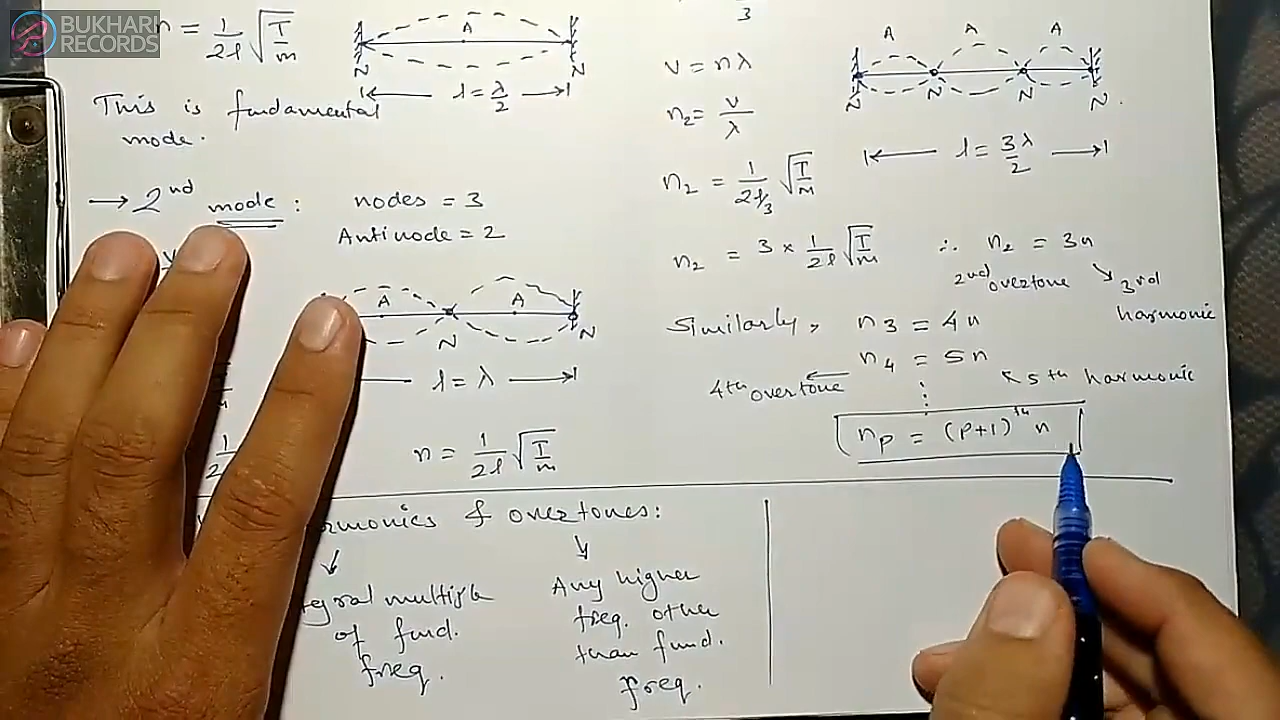 BUKHARI
RECORDS
n = 1/2l √T/m
A
N N
l = λ/2
This is fundamental
mode.
→ 2nd mode : nodes = 3
Antinode = 2
A A
N N
l = λ
n = 1/2l √T/m
3
A A A
N N N N
l = 3λ/2
v = nλ
n2 = v/λ
n2 = 1/2l/3 √T/m
n2 = 3 × 1/2l √T/m ∴ n2 = 3n
2nd overtone 3rd
harmonic
Similarly, n3 = 4n
n4 = 5n
4th overtone 5th harmonic
np = (p+1)th n
rmonics & overtones:
gral multiple
of fund.
freq.
Any higher
freq. other
than fund.
freq.